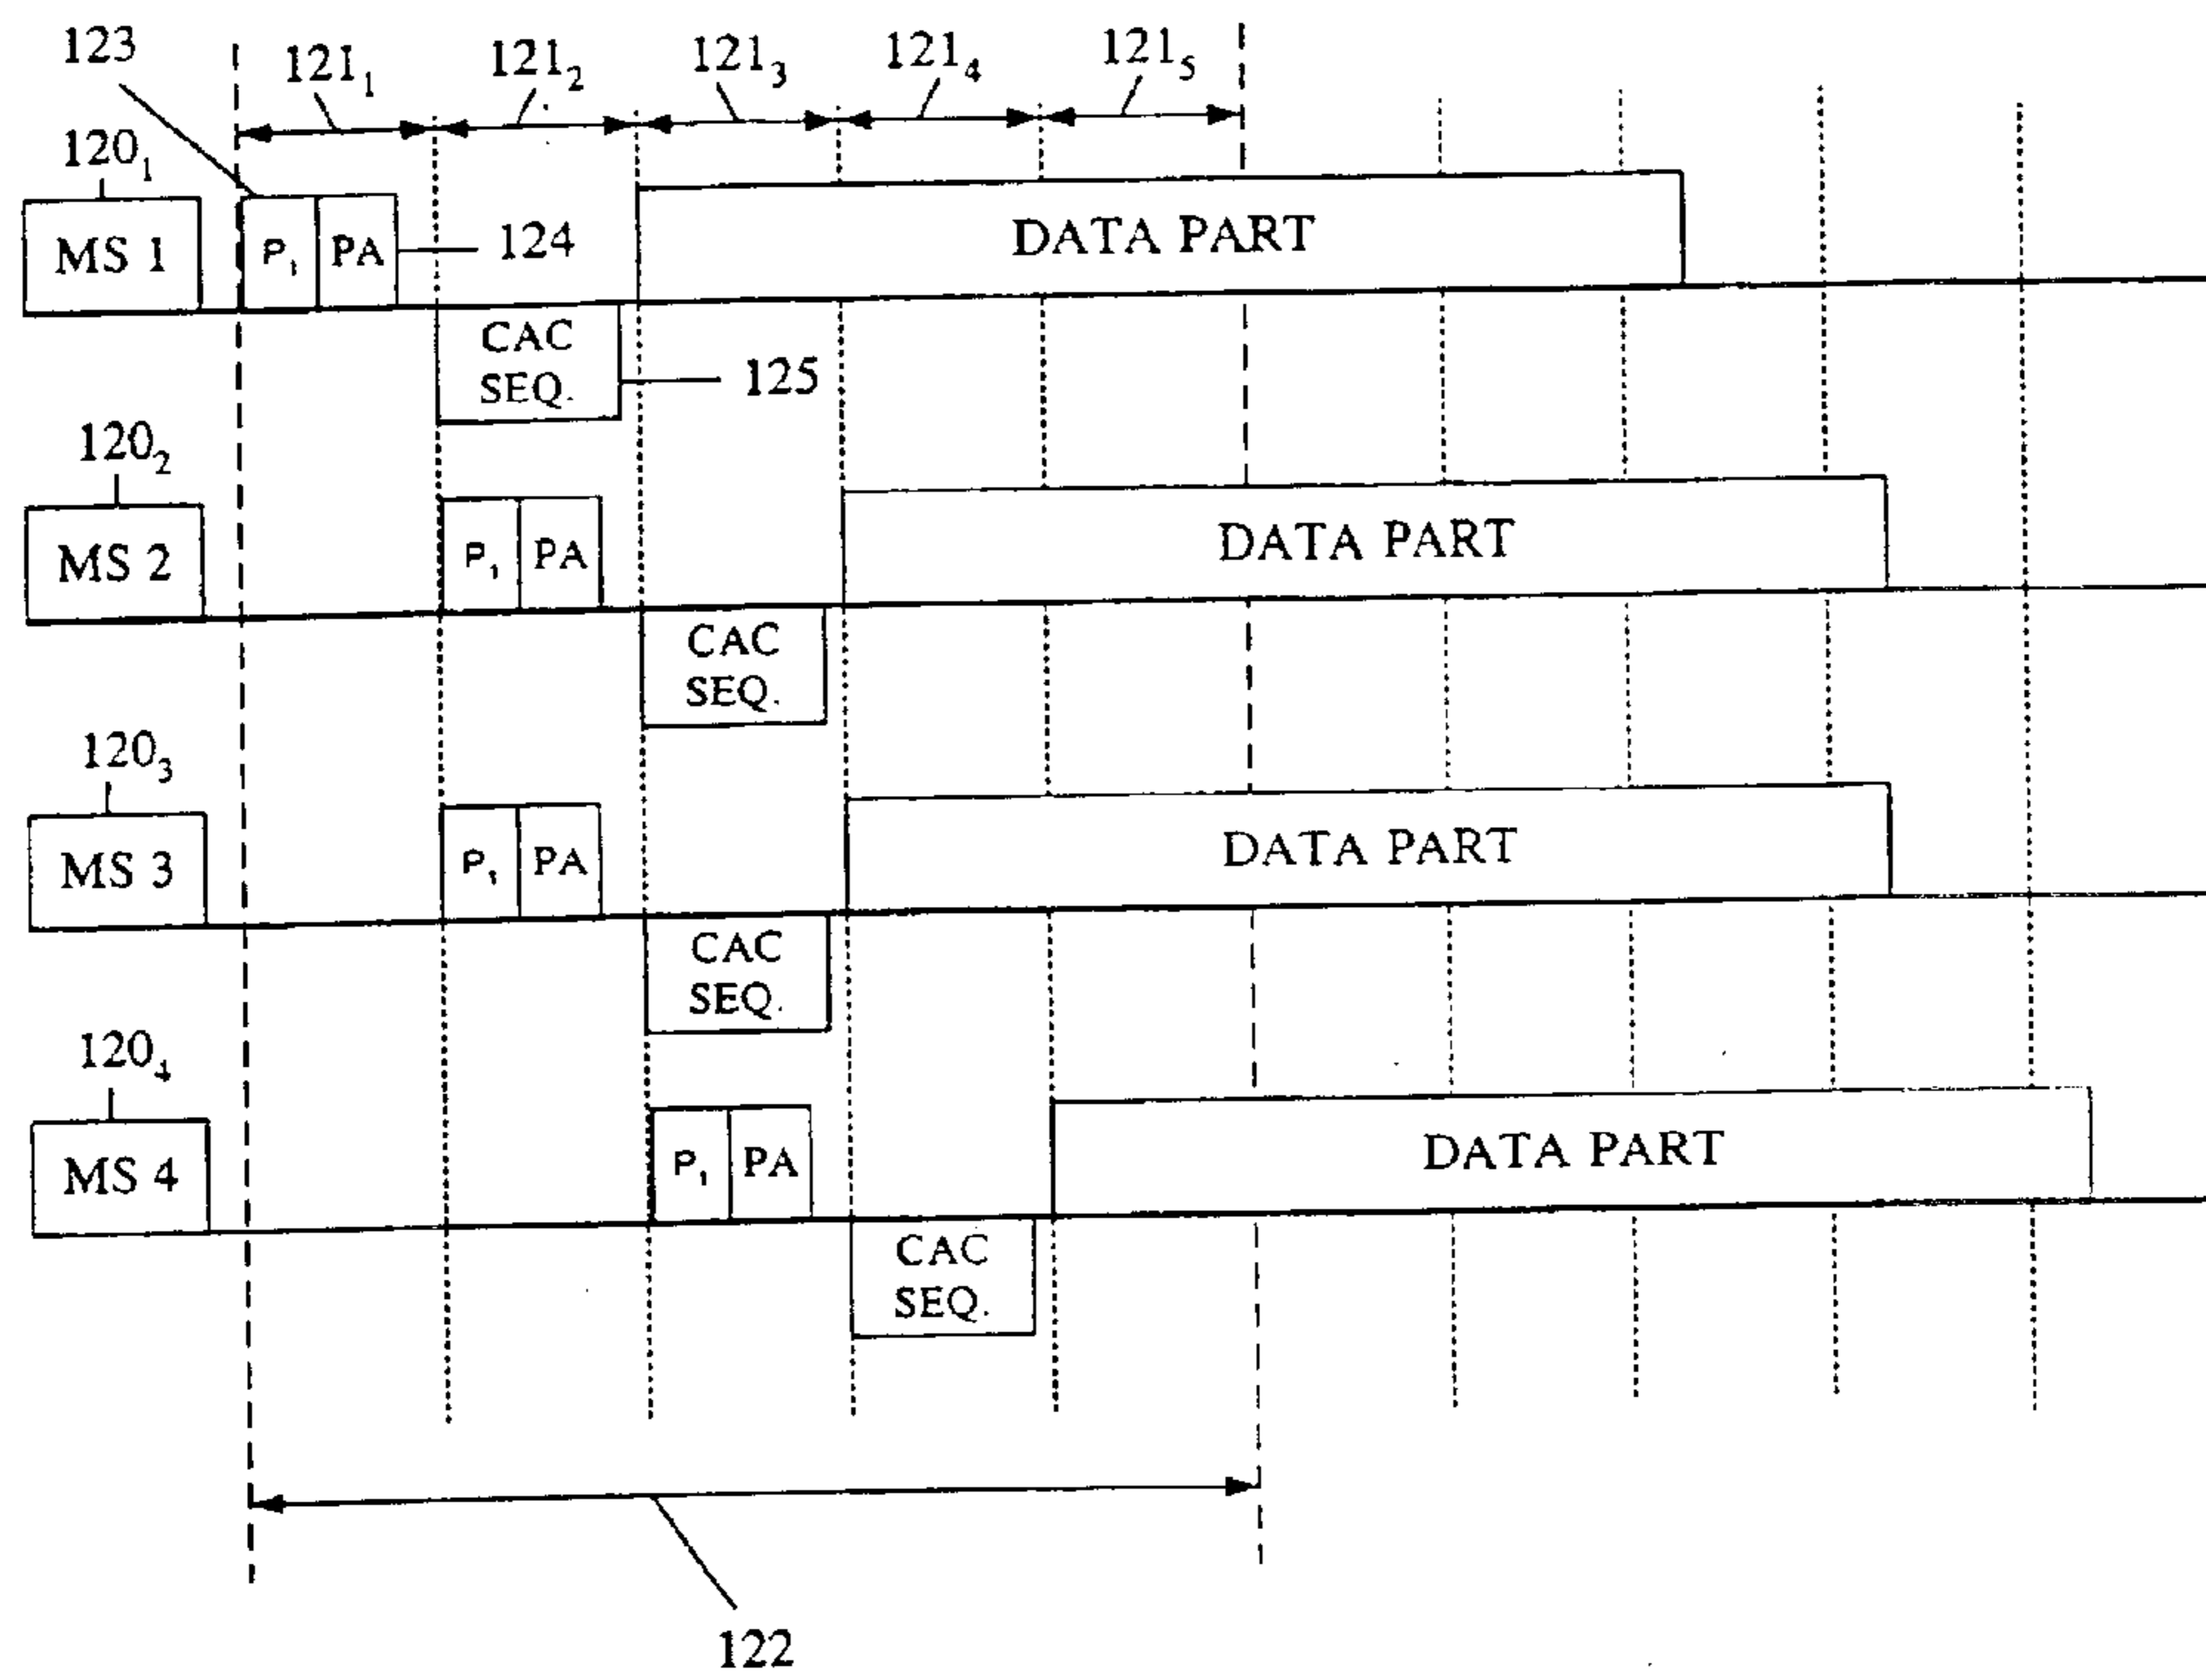 123
121₁
121₂
121₃
121₄
121₅
120₁
MS 1
P₁
PA
124
DATA PART
CAC
SEQ.
125
120₂
MS 2
P₁
PA
DATA PART
CAC
SEQ.
120₃
MS 3
P₁
PA
DATA PART
CAC
SEQ.
120₄
MS 4
P₁
PA
DATA PART
CAC
SEQ.
122